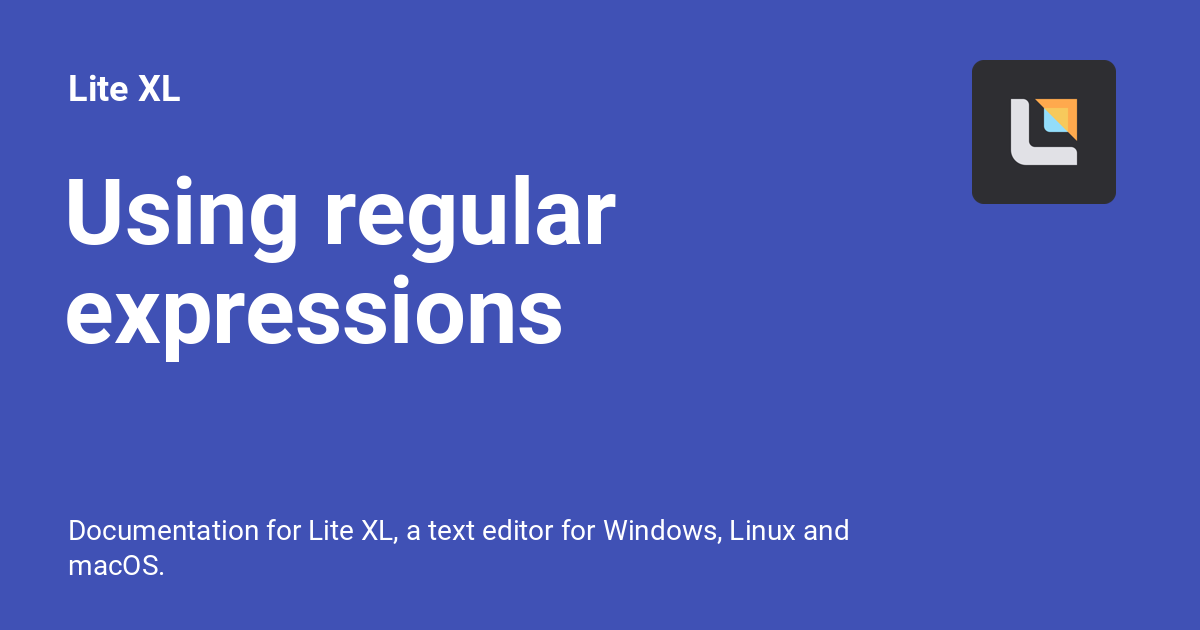 Lite XL
Using regular
expressions
Documentation for Lite XL, a text editor for Windows, Linux and
macOS.